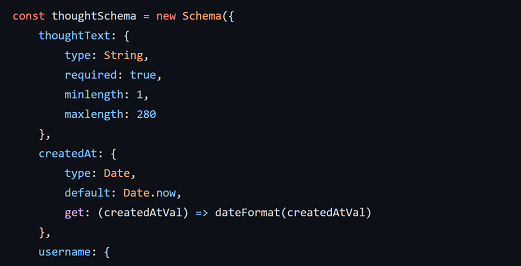 const thoughtSchema = new Schema({
    thoughtText: {
        type: String,
        required: true,
        minlength: 1,
        maxlength: 280
    },
    createdAt: {
        type: Date,
        default: Date.now,
        get: (createdAtVal) => dateFormat(createdAtVal)
    },
    username: {